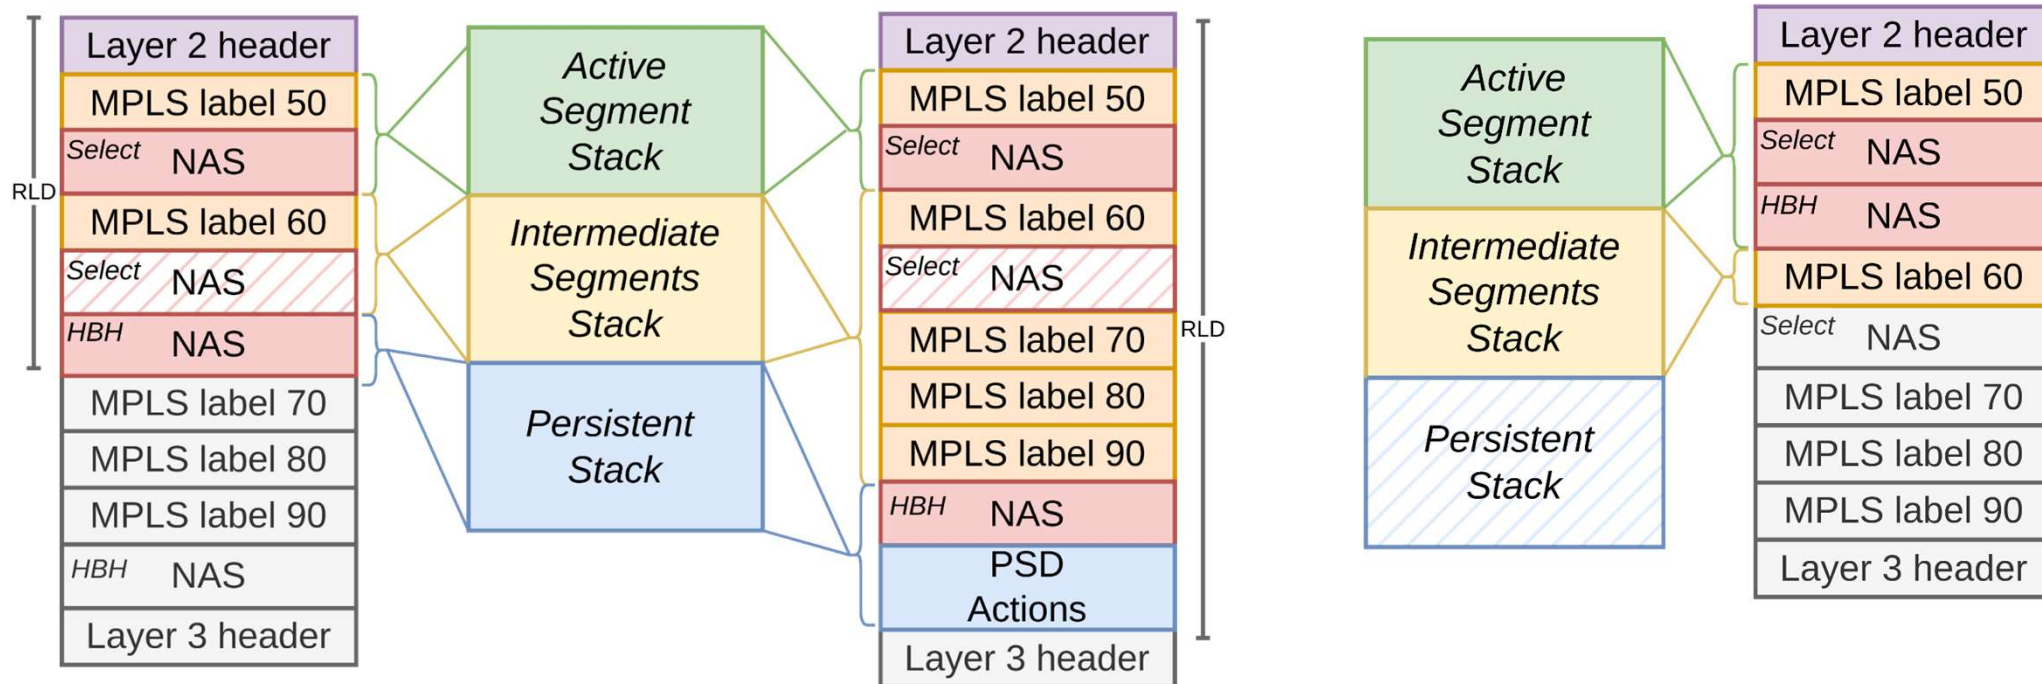 Layer 2 header
MPLS label 50
Select NAS
RLD
MPLS label 60
Select NAS
HBH NAS
MPLS label 70
MPLS label 80
MPLS label 90
HBH NAS
Layer 3 header
Active
Segment
Stack
Intermediate
Segments
Stack
Persistent
Stack
Layer 2 header
MPLS label 50
Select NAS
MPLS label 60
Select NAS
MPLS label 70
RLD
MPLS label 80
MPLS label 90
HBH NAS
PSD
Actions
Layer 3 header
Active
Segment
Stack
Intermediate
Segments
Stack
Persistent
Stack
Layer 2 header
MPLS label 50
Select NAS
HBH NAS
MPLS label 60
Select NAS
MPLS label 70
MPLS label 80
MPLS label 90
Layer 3 header